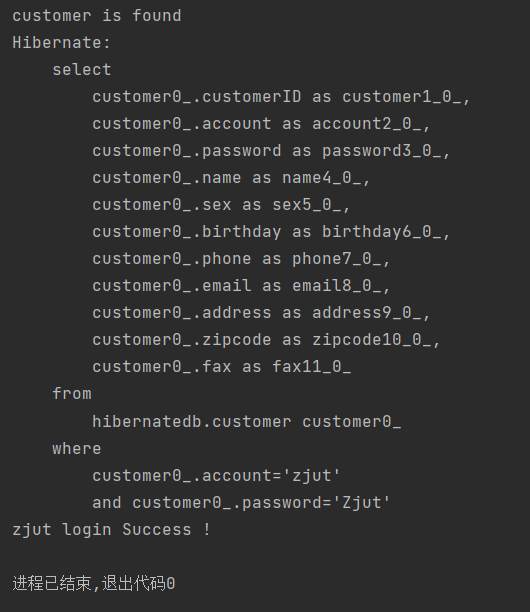 customer is found
Hibernate:
    select
        customer0_.customerID as customer1_0_,
        customer0_.account as account2_0_,
        customer0_.password as password3_0_,
        customer0_.name as name4_0_,
        customer0_.sex as sex5_0_,
        customer0_.birthday as birthday6_0_,
        customer0_.phone as phone7_0_,
        customer0_.email as email8_0_,
        customer0_.address as address9_0_,
        customer0_.zipcode as zipcode10_0_,
        customer0_.fax as fax11_0_
    from
        hibernatedb.customer customer0_
    where
        customer0_.account='zjut'
        and customer0_.password='Zjut'
zjut login Success !
进程已结束,退出代码0